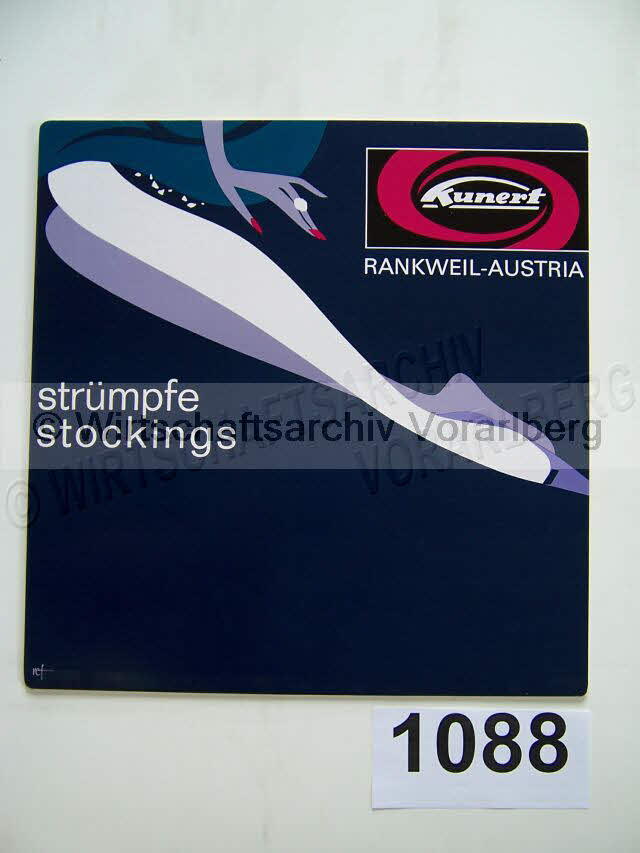 Kunert
RANKWEIL-AUSTRIA
strümpfe
stockings
© Wirtschaftsarchiv Vorarlberg
© WIRTSCHAFTSARCHIV
VORARLBERG
1088